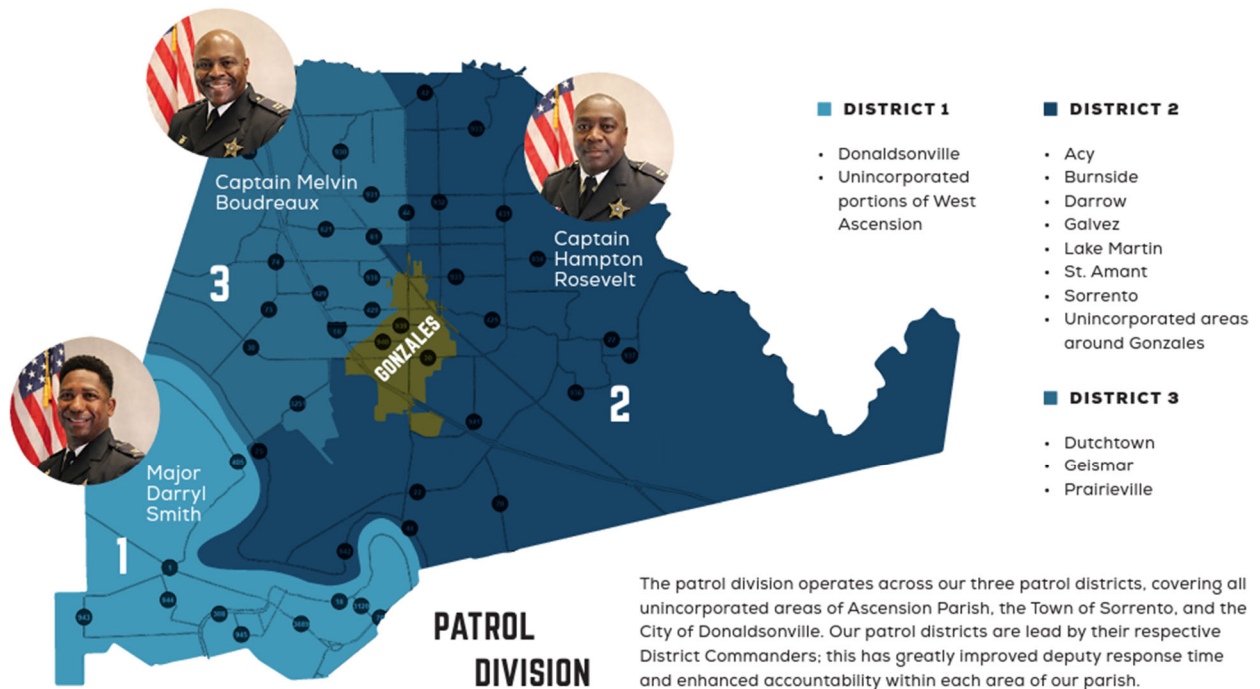 Captain Melvin
Boudreaux
3
Captain
Hampton
Rosevelt
GONZALES
2
Major
Darryl
Smith
1
PATROL
DIVISION
DISTRICT 1
• Donaldsonville
• Unincorporated
portions of West
Ascension
DISTRICT 2
• Acy
• Burnside
• Darrow
• Galvez
• Lake Martin
• St. Amant
• Sorrento
• Unincorporated areas
around Gonzales
DISTRICT 3
• Dutchtown
• Geismar
• Prairieville
The patrol division operates across our three patrol districts, covering all
unincorporated areas of Ascension Parish, the Town of Sorrento, and the
City of Donaldsonville. Our patrol districts are lead by their respective
District Commanders; this has greatly improved deputy response time
and enhanced accountability within each area of our parish.